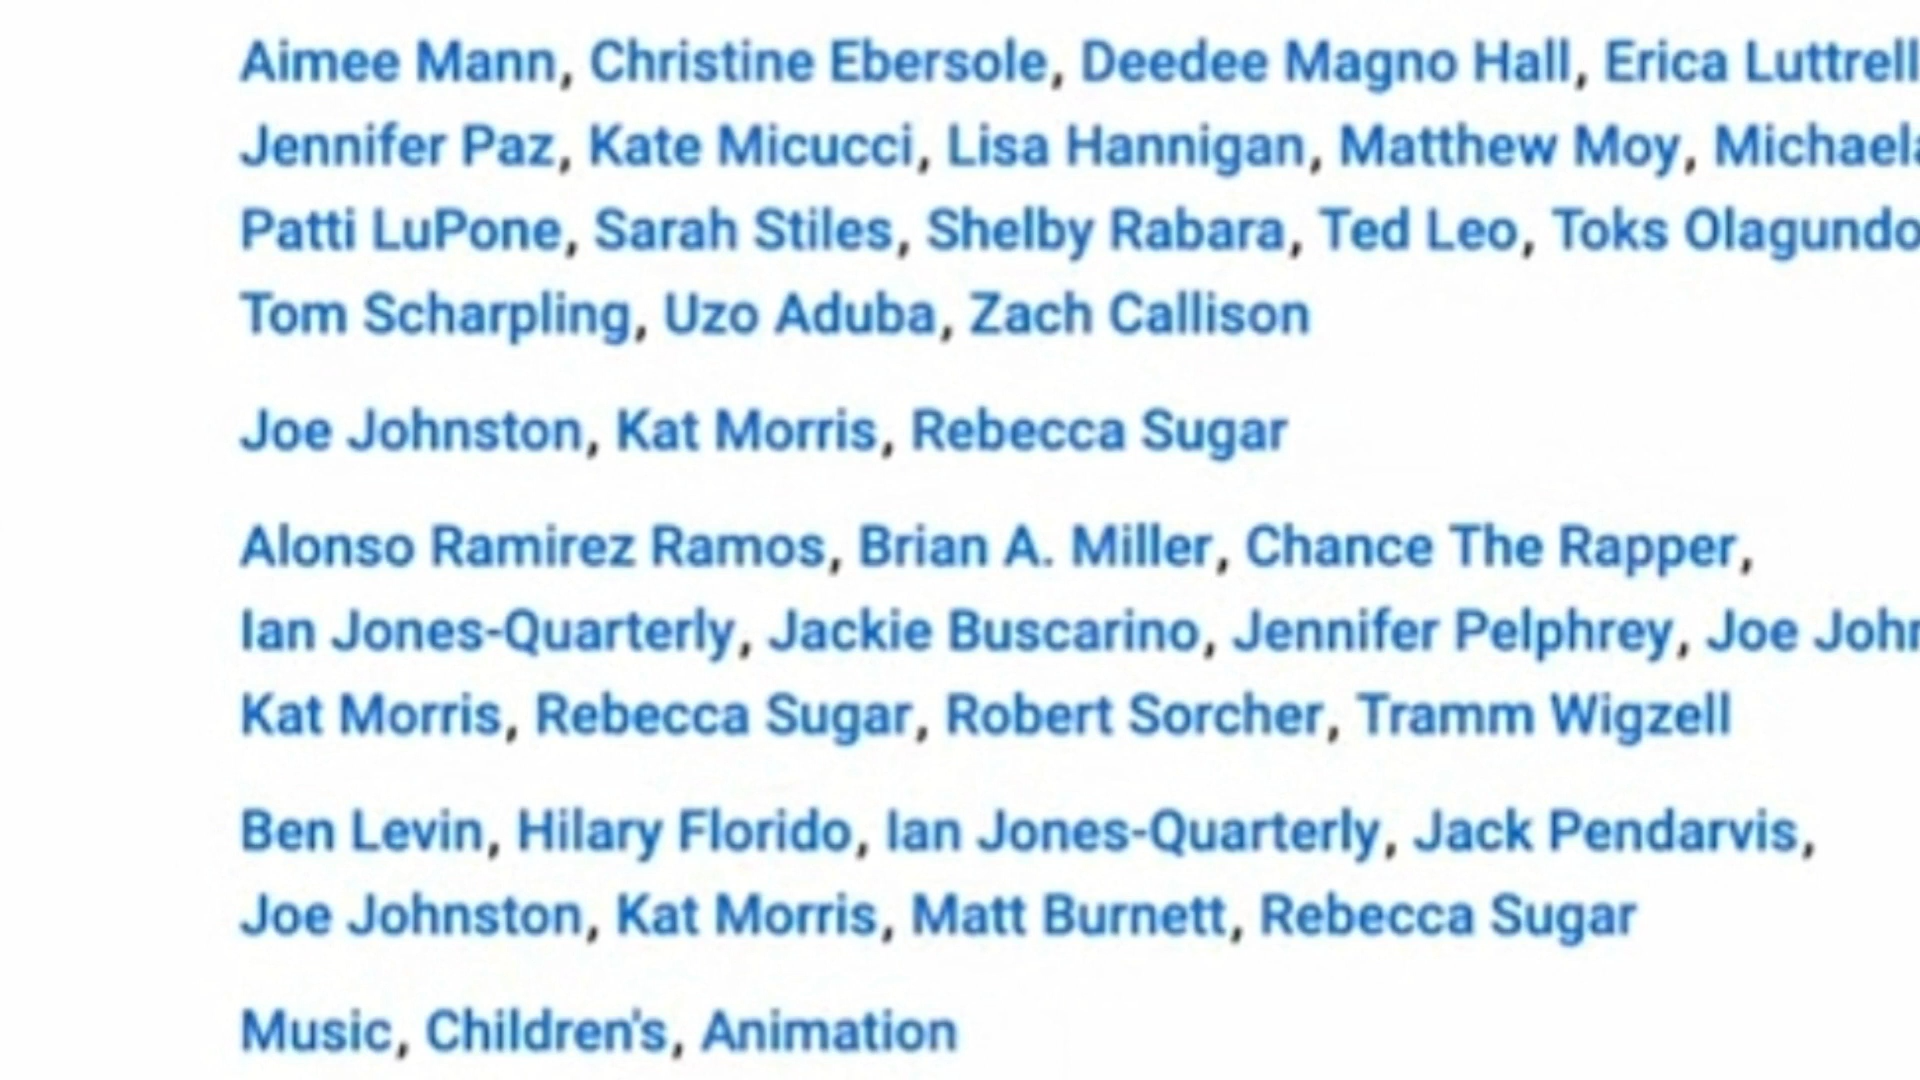 Aimee Mann, Christine Ebersole, Deedee Magno Hall, Erica Luttrell
Jennifer Paz, Kate Micucci, Lisa Hannigan, Matthew Moy,
Patti LuPone, Sarah Stiles, Shelby Rabara, Ted Leo, Toks Olagundo
Tom Scharpling, Uzo Aduba, Zach Callison
Joe Johnston, Kat Morris, Rebecca Sugar
Alonso Ramirez Ramos, Brian A. Miller, Chance The Rapper,
Ian Jones-Quarterly, Jackie Buscarino, Jennifer Pelphrey, Joe
Kat Morris, Rebecca Sugar, Robert Sorcher, Tramm Wigzell
Ben Levin, Hilary Florido, Ian Jones-Quarterly, Jack Pendarvis,
Joe Johnston, Kat Morris, Matt Burnett, Rebecca Sugar
Music, Children's, Animation